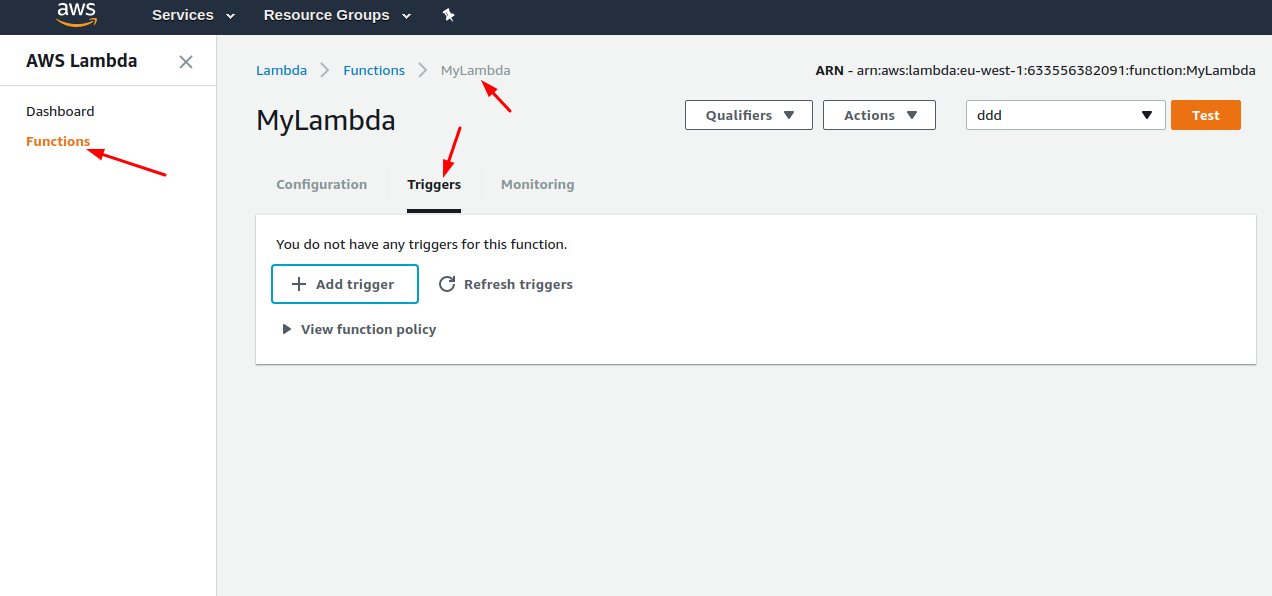 aws Services Resource Groups
AWS Lambda
Dashboard
Functions
Lambda Functions MyLambda
ARN - arn:aws:lambda:eu-west-1:633556382091:function:MyLambda
MyLambda
Qualifiers Actions ddd Test
Configuration Triggers Monitoring
You do not have any triggers for this function.
Add trigger Refresh triggers
View function policy